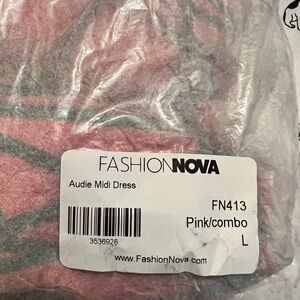 FASHIONNOVA
Audie Midi Dress
FN413
Pink/combo
3536928
L
www.FashionNova.com